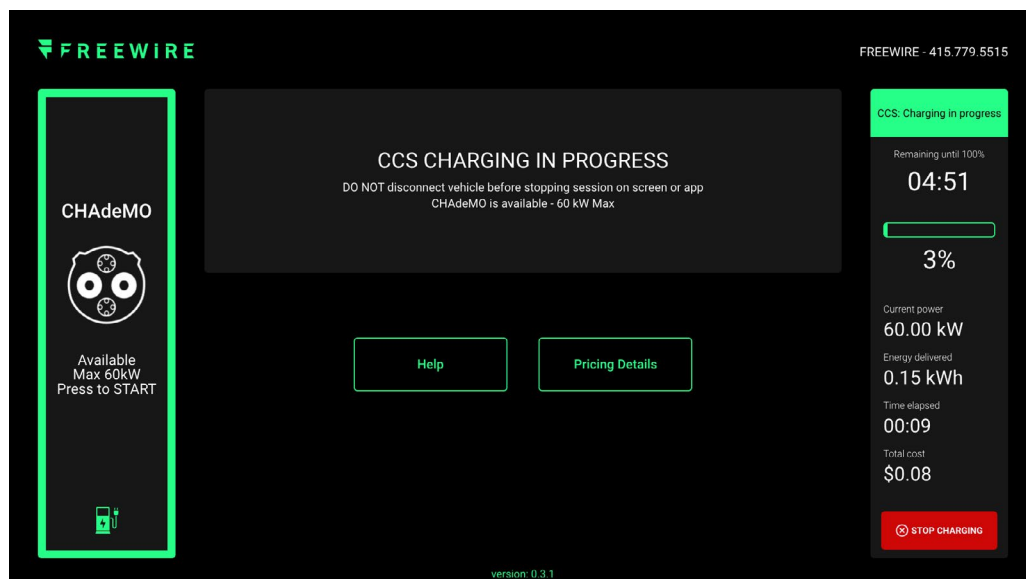 FREEWiRE
FREEWIRE - 415.779.5515
CHAdeMO
Available
Max 60kW
Press to START
CCS CHARGING IN PROGRESS
DO NOT disconnect vehicle before stopping session on screen or app
CHAdeMO is available - 60 kW Max
Help
Pricing Details
CCS: Charging in progress
Remaining until 100%
04:51
3%
Current power
60.00 kW
Energy delivered
0.15 kWh
Time elapsed
00:09
Total cost
$0.08
STOP CHARGING
version: 0.3.1